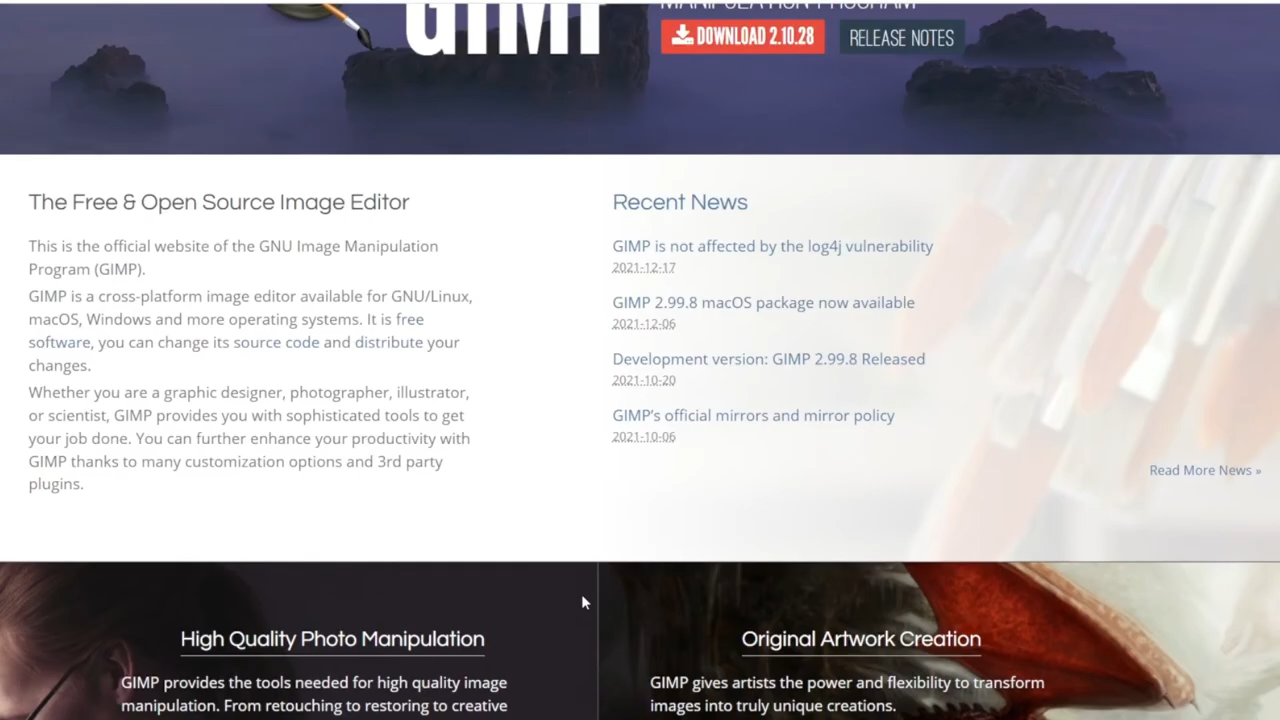 GIMP
MANIPULATION PROGRAM
DOWNLOAD 2.10.28
RELEASE NOTES
The Free & Open Source Image Editor
This is the official website of the GNU Image Manipulation
Program (GIMP).
GIMP is a cross-platform image editor available for GNU/Linux,
macOS, Windows and more operating systems. It is free
software, you can change its source code and distribute your
changes.
Whether you are a graphic designer, photographer, illustrator,
or scientist, GIMP provides you with sophisticated tools to get
your job done. You can further enhance your productivity with
GIMP thanks to many customization options and 3rd party
plugins.
Recent News
GIMP is not affected by the log4j vulnerability
2021-12-17
GIMP 2.99.8 macOS package now available
2021-12-06
Development version: GIMP 2.99.8 Released
2021-10-20
GIMP's official mirrors and mirror policy
2021-10-06
Read More News »
High Quality Photo Manipulation
GIMP provides the tools needed for high quality image
manipulation. From retouching to restoring to creative
Original Artwork Creation
GIMP gives artists the power and flexibility to transform
images into truly unique creations.